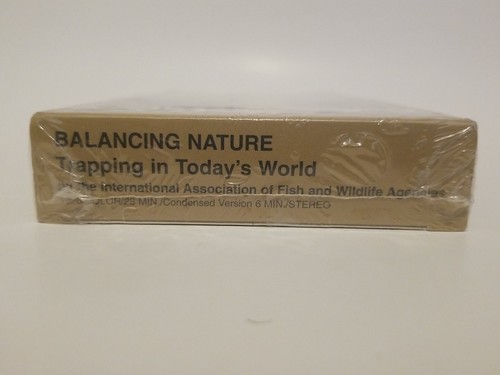 BALANCING NATURE
Trapping in Today's World
by the International Association of Fish and Wildlife Agencies
MIN./Condensed Version 6 MIN./STEREO